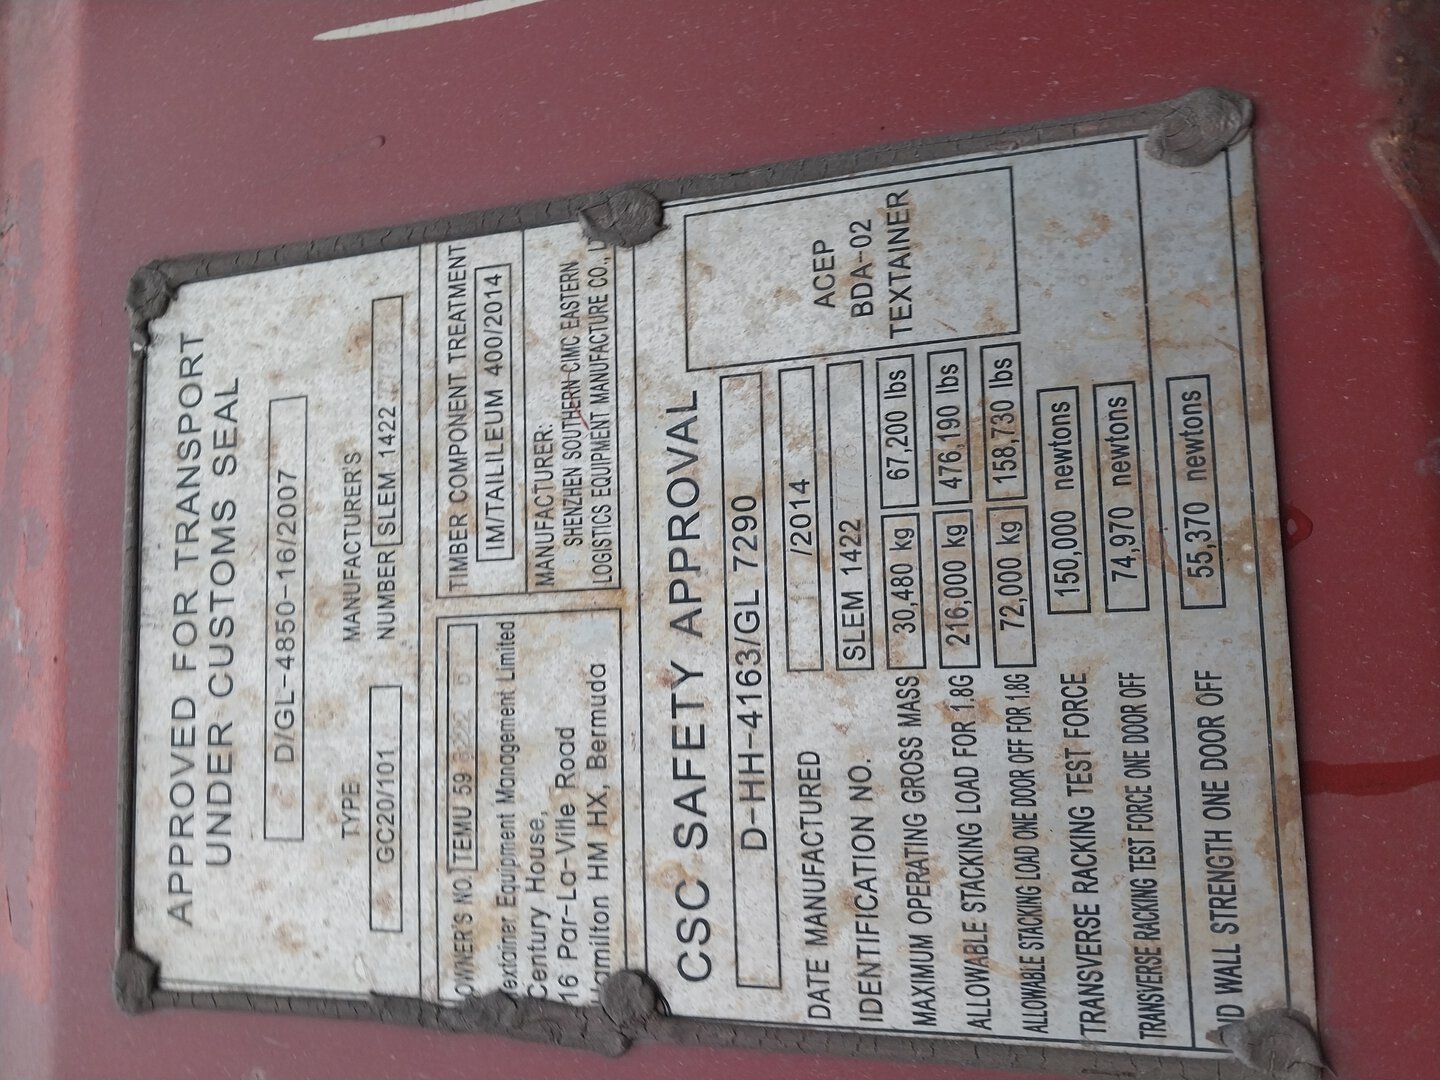 APPROVED FOR TRANSPORT
UNDER CUSTOMS SEAL
D/GL-4850-16/2007
TYPE
GC20/101
MANUFACTURER'S
NUMBER SLEM 1422
OWNER'S NO. TEMU 59
Textainer Equipment Management Limited
Century House,
16 Par-La-Ville Road
Hamilton HM HX, Bermuda
TIMBER COMPONENT TREATMENT
IM/TAILILEUM 400/2014
MANUFACTURER:
SHENZHEN SOUTHERN CIMC EASTERN
LOGISTICS EQUIPMENT MANUFACTURE CO.,
CSC SAFETY APPROVAL
D-HH-4163/GL 7290
ACEP
BDA-02
TEXTAINER
DATE MANUFACTURED /2014
IDENTIFICATION NO. SLEM 1422
MAXIMUM OPERATING GROSS MASS 30,480 kg 67,200 lbs
ALLOWABLE STACKING LOAD FOR 1.8G 216,000 kg 476,190 lbs
ALLOWABLE STACKING LOAD ONE DOOR OFF FOR 1.8G 72,000 kg 158,730 lbs
TRANSVERSE RACKING TEST FORCE 150,000 newtons
TRANSVERSE RACKING TEST FORCE ONE DOOR OFF 74,970 newtons
ND WALL STRENGTH ONE DOOR OFF 55,370 newtons